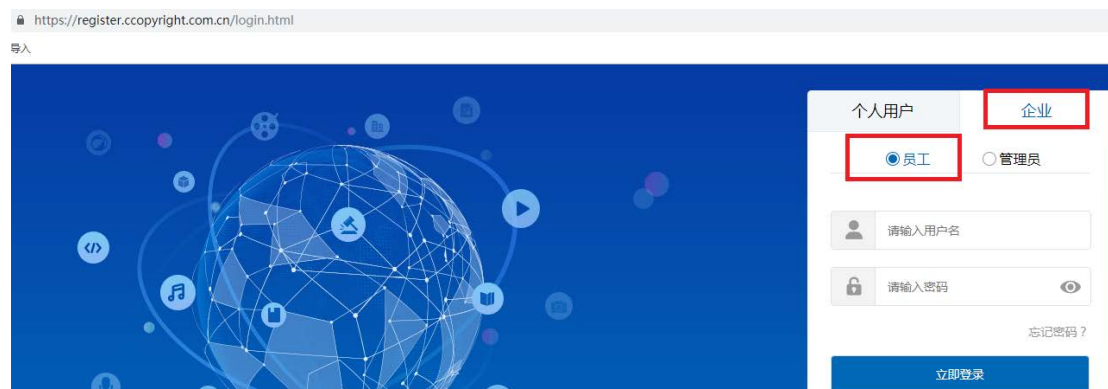 https://register.ccopyright.com.cn/login.html
导入
个人用户 企业
员工 管理员
请输入用户名
请输入密码
忘记密码？
立即登录